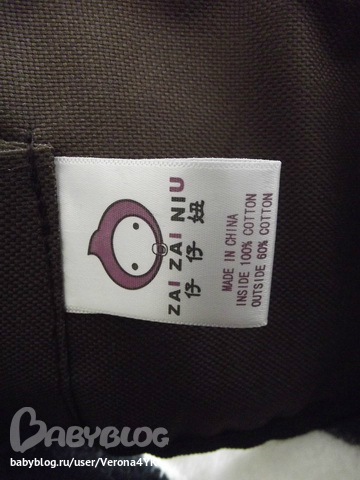 ZAI ZAI NIU
仔仔妞
MADE IN CHINA
INSIDE 100% COTTON
OUTSIDE 60% COTTON
BABYBLOG
babyblog.ru/user/Verona4Yl